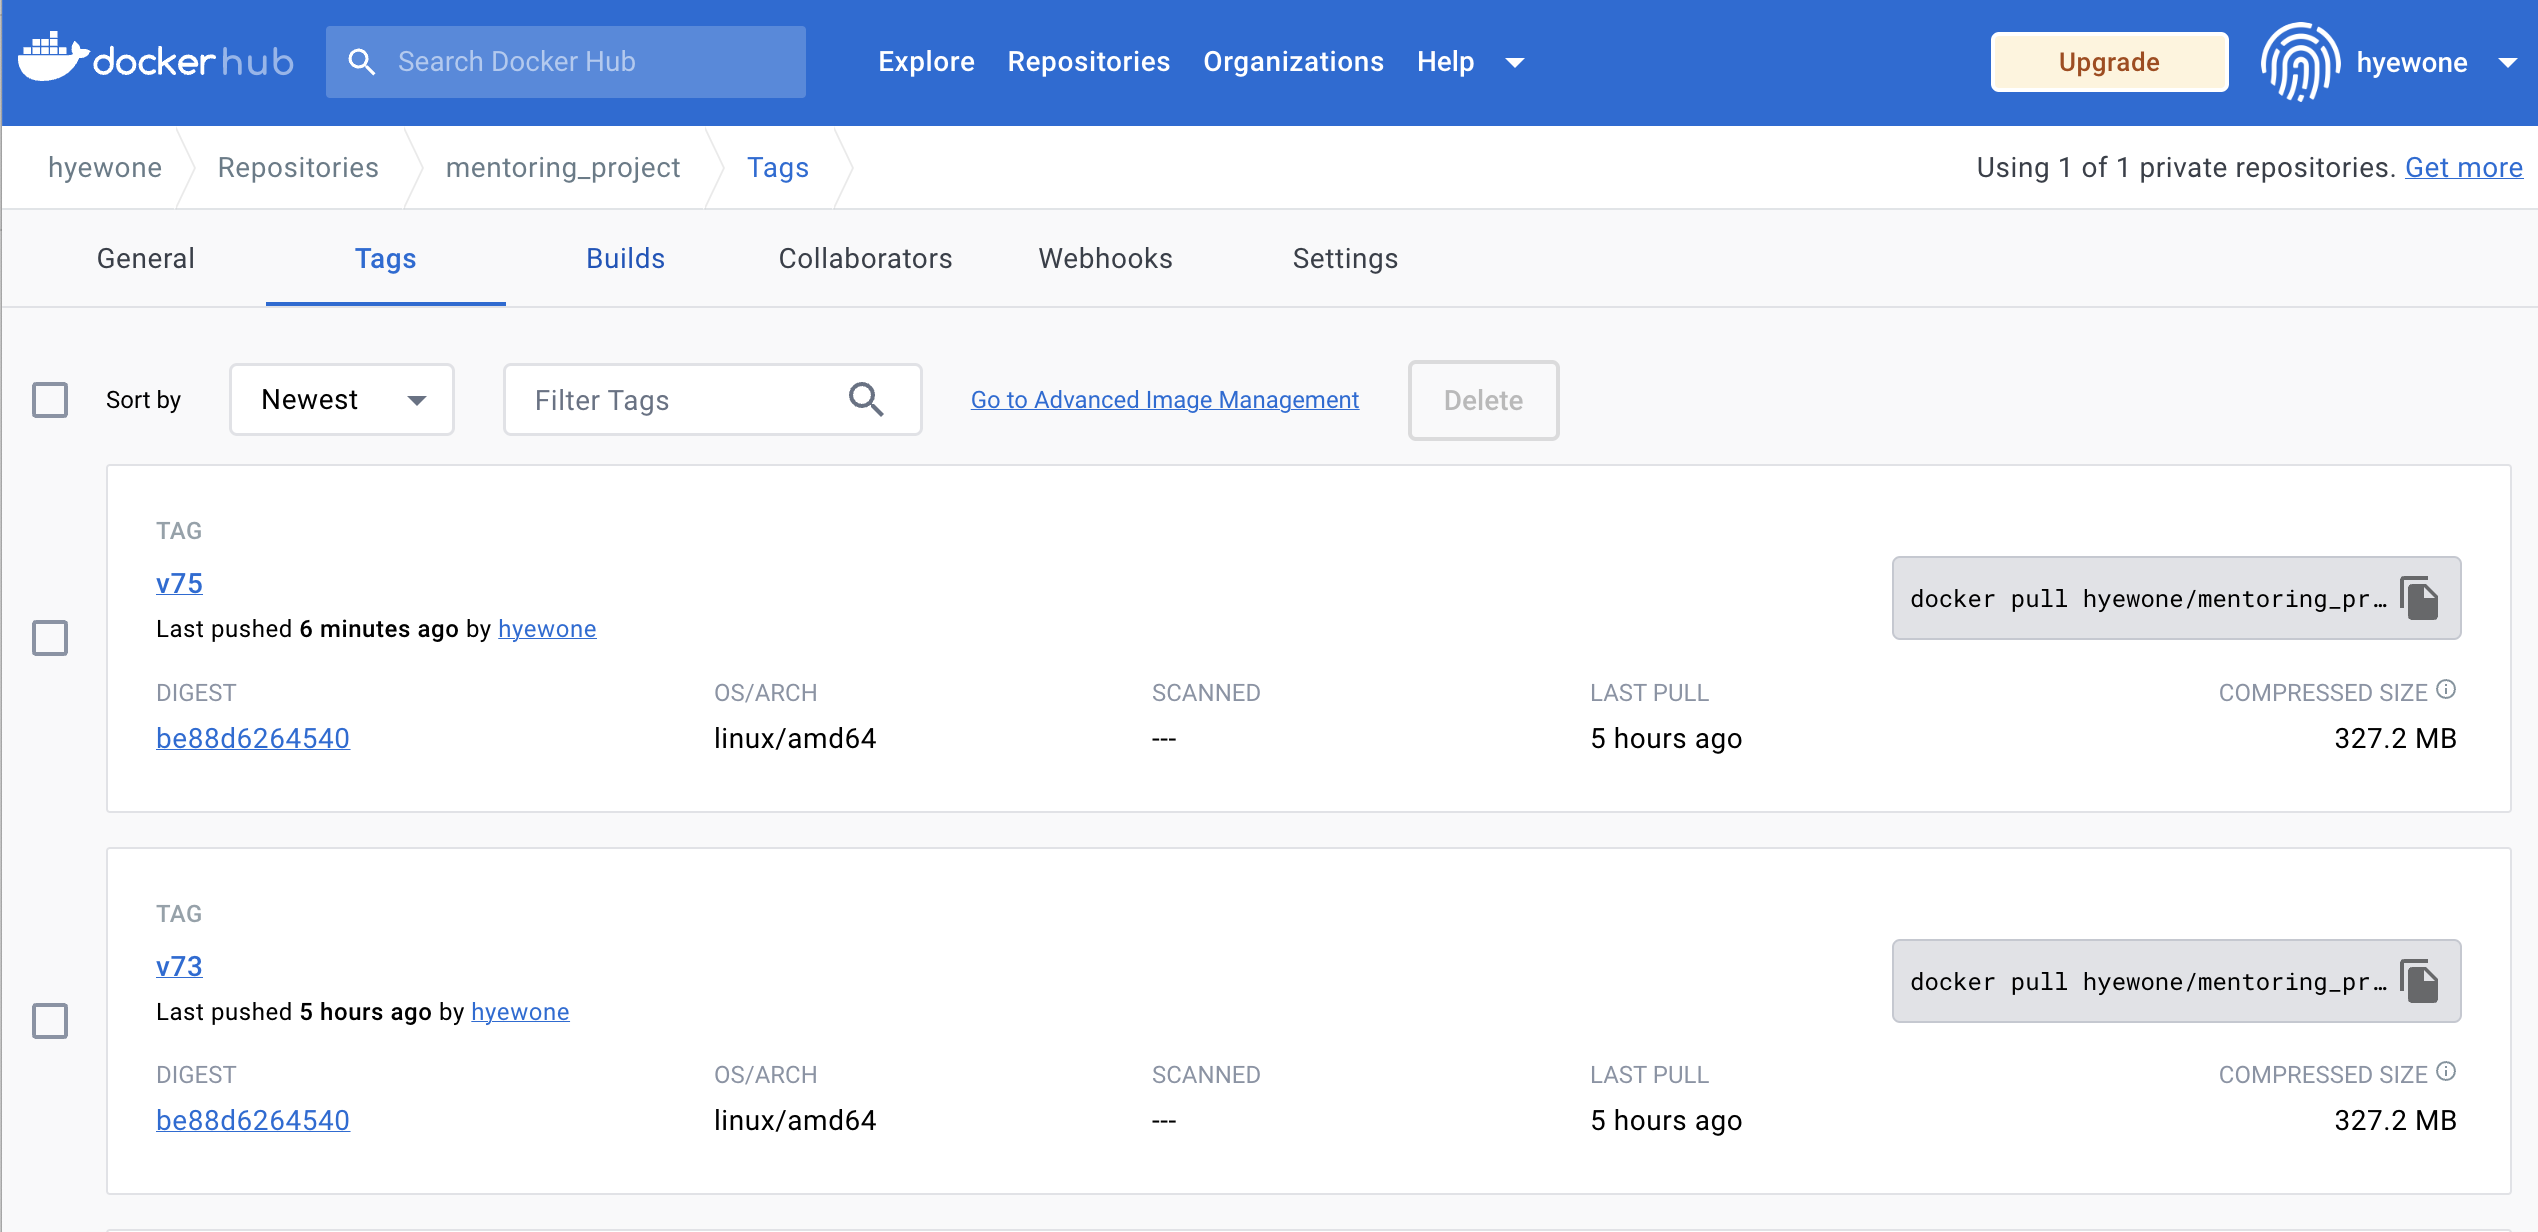 dockerhub Search Docker Hub Explore Repositories Organizations Help Upgrade hyewone
hyewone Repositories mentoring_project Tags Using 1 of 1 private repositories. Get more
General Tags Builds Collaborators Webhooks Settings
Sort by Newest Filter Tags Go to Advanced Image Management Delete
TAG
v75
docker pull hyewone/mentoring_pr…
Last pushed 6 minutes ago by hyewone
DIGEST OS/ARCH SCANNED LAST PULL COMPRESSED SIZE
be88d6264540 linux/amd64 --- 5 hours ago 327.2 MB
TAG
v73
docker pull hyewone/mentoring_pr…
Last pushed 5 hours ago by hyewone
DIGEST OS/ARCH SCANNED LAST PULL COMPRESSED SIZE
be88d6264540 linux/amd64 --- 5 hours ago 327.2 MB